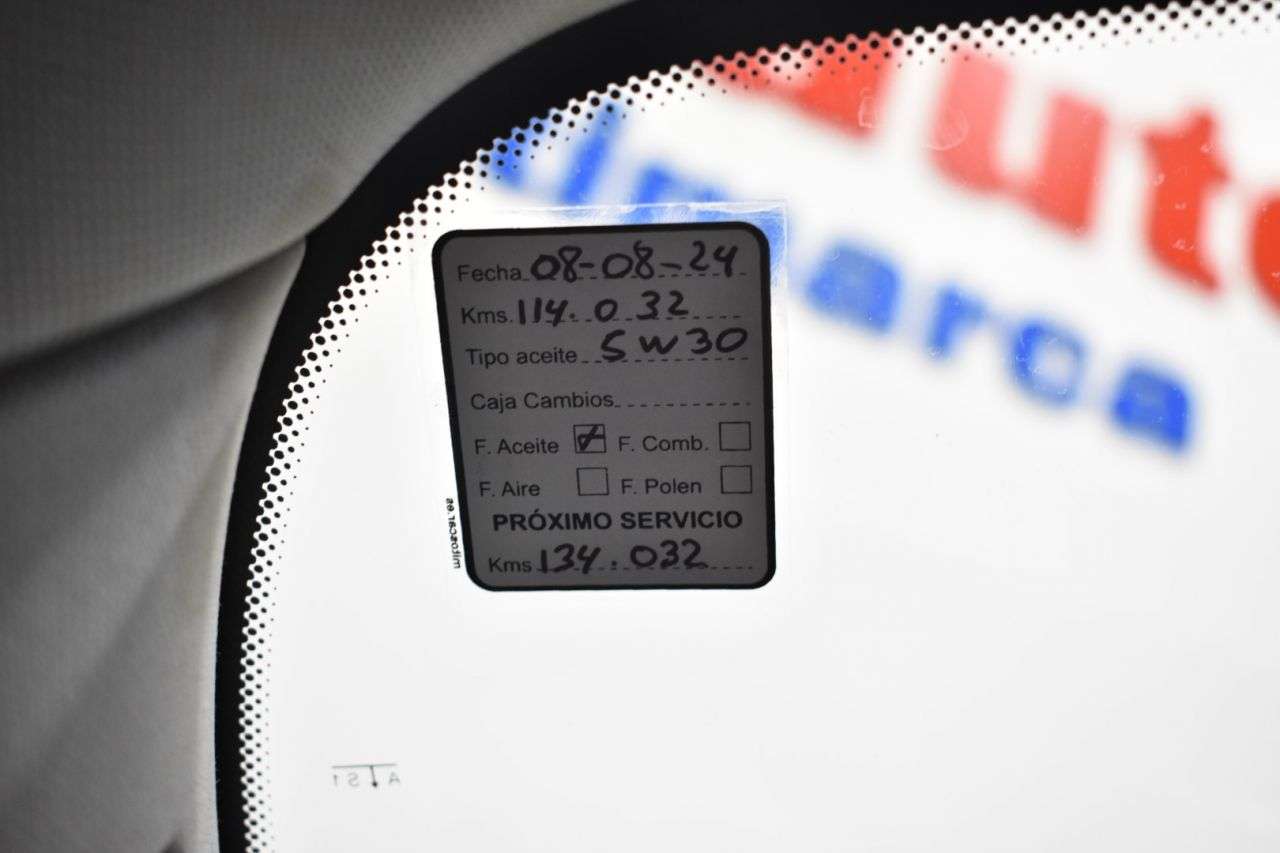 Fecha 08-08-24
Kms. 114.032
Tipo aceite 5W30
Caja Cambios
F. Aceite F. Comb.
F. Aire F. Polen
PRÓXIMO SERVICIO
Kms 134.032
AS1